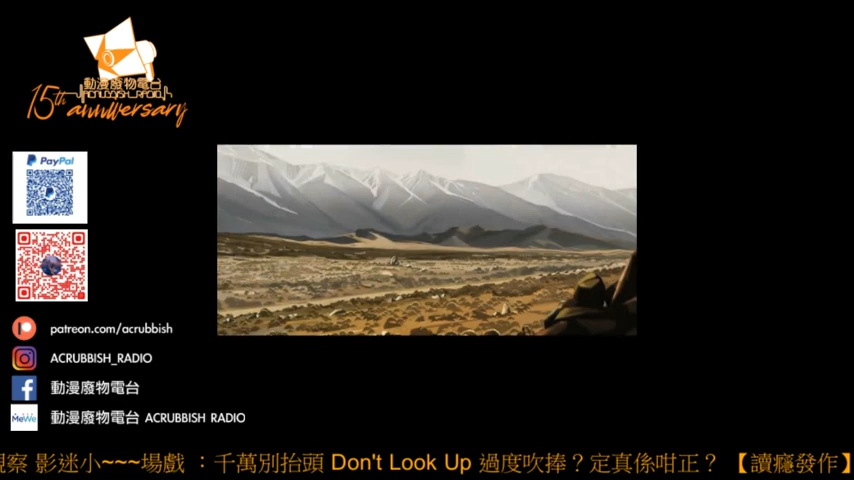 動漫廢物電台
ACRUBBISH_RADIO
15th anniversary
PayPal
patreon.com/acrubbish
ACRUBBISH_RADIO
動漫廢物電台
MeWe
動漫廢物電台 ACRUBBISH RADIO
觀察 影迷小~~~場戲 ：千萬別抬頭 Don't Look Up 過度吹捧？定真係咁正？ 【讀癮發作】